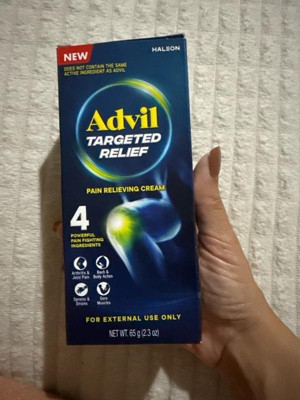 NEW
HALEON
DOES NOT CONTAIN THE SAME
ACTIVE INGREDIENT AS ADVIL
Advil
TARGETED
RELIEF
PAIN RELIEVING CREAM
4
POWERFUL
PAIN FIGHTING
INGREDIENTS
Arthritis &
Joint Pain
Back &
Body Aches
Sprains &
Strains
Sore
Muscles
FOR EXTERNAL USE ONLY
NET WT. 65 g (2.3 oz)